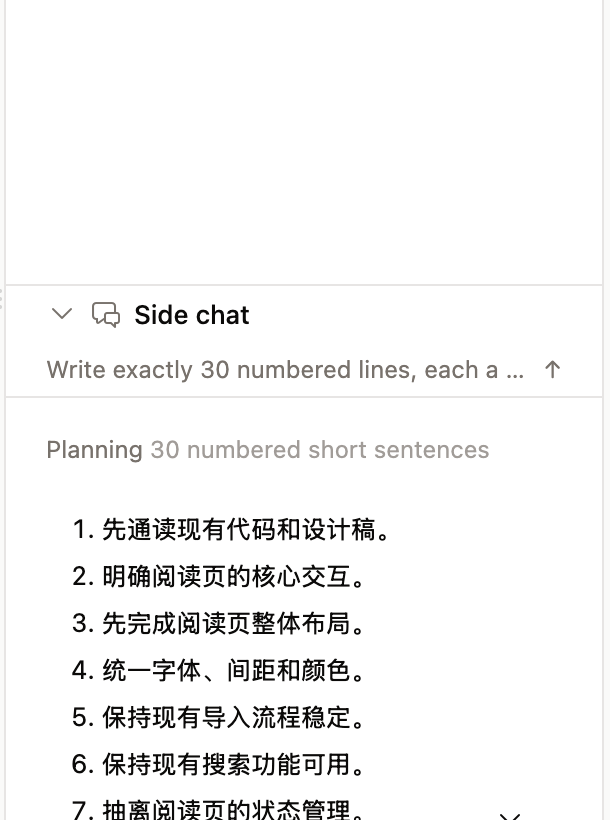 Side chat
Write exactly 30 numbered lines, each a ...
Planning 30 numbered short sentences
1. 先通读现有代码和设计稿。
2. 明确阅读页的核心交互。
3. 先完成阅读页整体布局。
4. 统一字体、间距和颜色。
5. 保持现有导入流程稳定。
6. 保持现有搜索功能可用。
7. 抽离阅读页的状态管理。